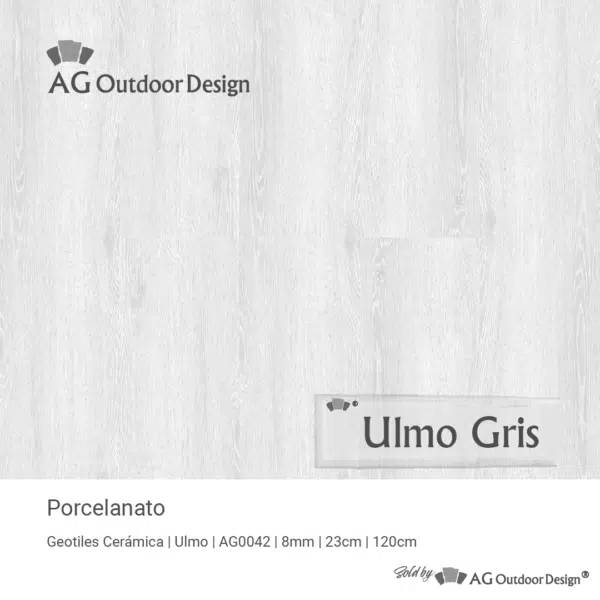 AG Outdoor Design
Ulmo Gris
Porcelanato
Geotiles Cerámica | Ulmo | AG0042 | 8mm | 23cm | 120cm
Sold by AG Outdoor Design®